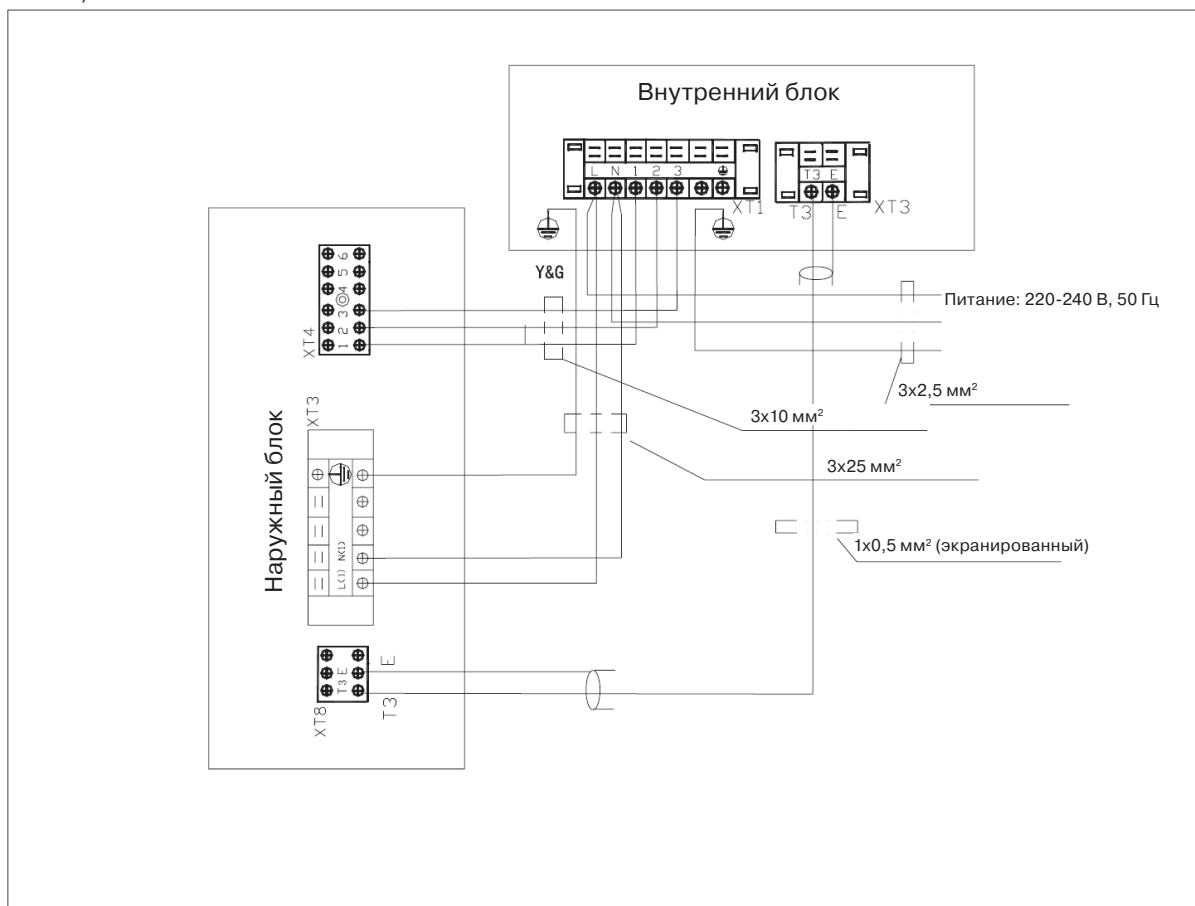 Внутренний блок
L N 1 2 3
T3 E
XT1
T3 E XT3
Y&G
Питание: 220-240 В, 50 Гц
3x2,5 мм²
3x10 мм²
3x25 мм²
1x0,5 мм² (экранированный)
Наружный блок
XT4
1 2 3 4 5 6
XT3
L(1) N(1)
XT8
T3 E
T3 E